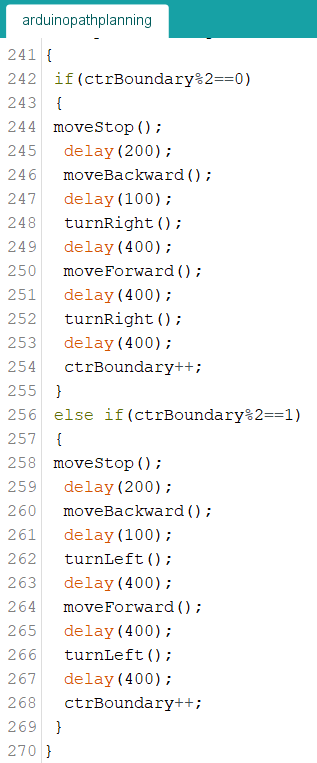 arduinopathplanning
241 {
242  if(ctrBoundary%2==0)
243  {
244 moveStop();
245   delay(200);
246   moveBackward();
247   delay(100);
248   turnRight();
249   delay(400);
250   moveForward();
251   delay(400);
252   turnRight();
253   delay(400);
254   ctrBoundary++;
255  }
256  else if(ctrBoundary%2==1)
257  {
258 moveStop();
259   delay(200);
260   moveBackward();
261   delay(100);
262   turnLeft();
263   delay(400);
264   moveForward();
265   delay(400);
266   turnLeft();
267   delay(400);
268   ctrBoundary++;
269  }
270 }